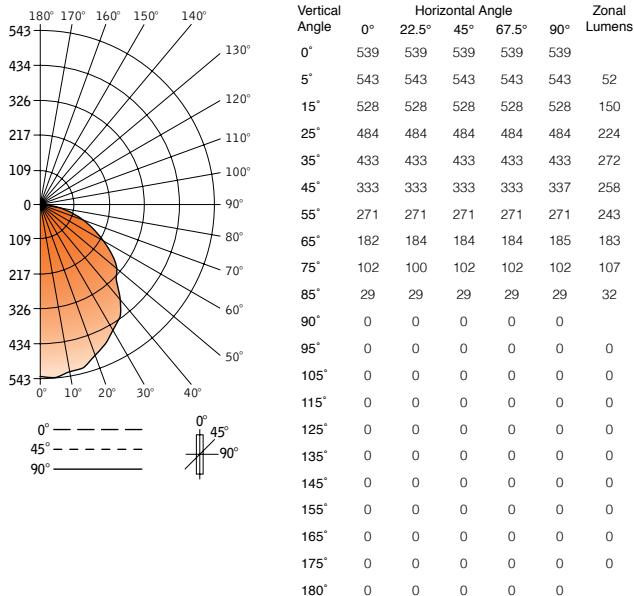 180° 170° 160° 150° 140°
543
130°
434
120°
326
110°
217
100°
109
0
90°
109
80°
217
70°
326
60°
434
50°
543
0° 10° 20° 30° 40°
0°
45°
90°
0°
45°
90°
Vertical Angle Horizontal Angle Zonal Lumens
0° 22.5° 45° 67.5° 90°
0° 539 539 539 539 539
5° 543 543 543 543 543 52
15° 528 528 528 528 528 150
25° 484 484 484 484 484 224
35° 433 433 433 433 433 272
45° 333 333 333 333 337 258
55° 271 271 271 271 271 243
65° 182 184 184 184 185 183
75° 102 100 102 102 102 107
85° 29 29 29 29 29 32
90° 0 0 0 0 0
95° 0 0 0 0 0 0
105° 0 0 0 0 0 0
115° 0 0 0 0 0 0
125° 0 0 0 0 0 0
135° 0 0 0 0 0 0
145° 0 0 0 0 0 0
155° 0 0 0 0 0 0
165° 0 0 0 0 0 0
175° 0 0 0 0 0 0
180° 0 0 0 0 0